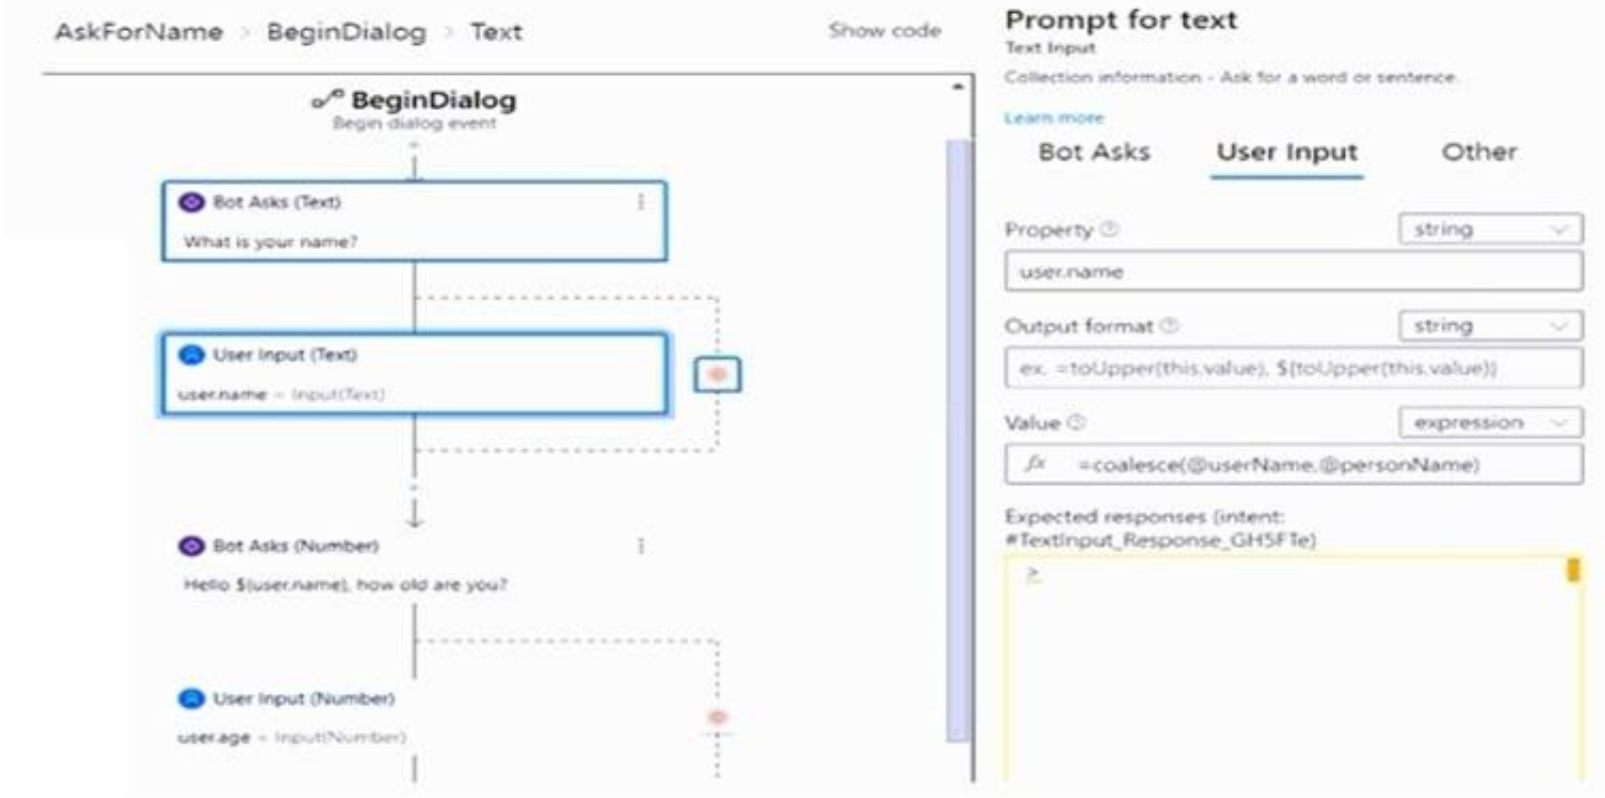 AskForName > BeginDialog > Text
Show code
BeginDialog
Begin dialog event
Bot Asks (Text)
What is your name?
User Input (Text)
user.name = Input(Text)
Bot Asks (Number)
Hello ${user.name}, how old are you?
User Input (Number)
user.age = Input(Number)
Prompt for text
Text Input
Collection information - Ask for a word or sentence.
Learn more
Bot Asks User Input Other
Property string
user.name
Output format string
ex. =toUpper(this.value), ${toUpper(this.value)}
Value expression
fx =coalesce(@userName,@personName)
Expected responses (intent:
#TextInput_Response_GH5FTe)
>